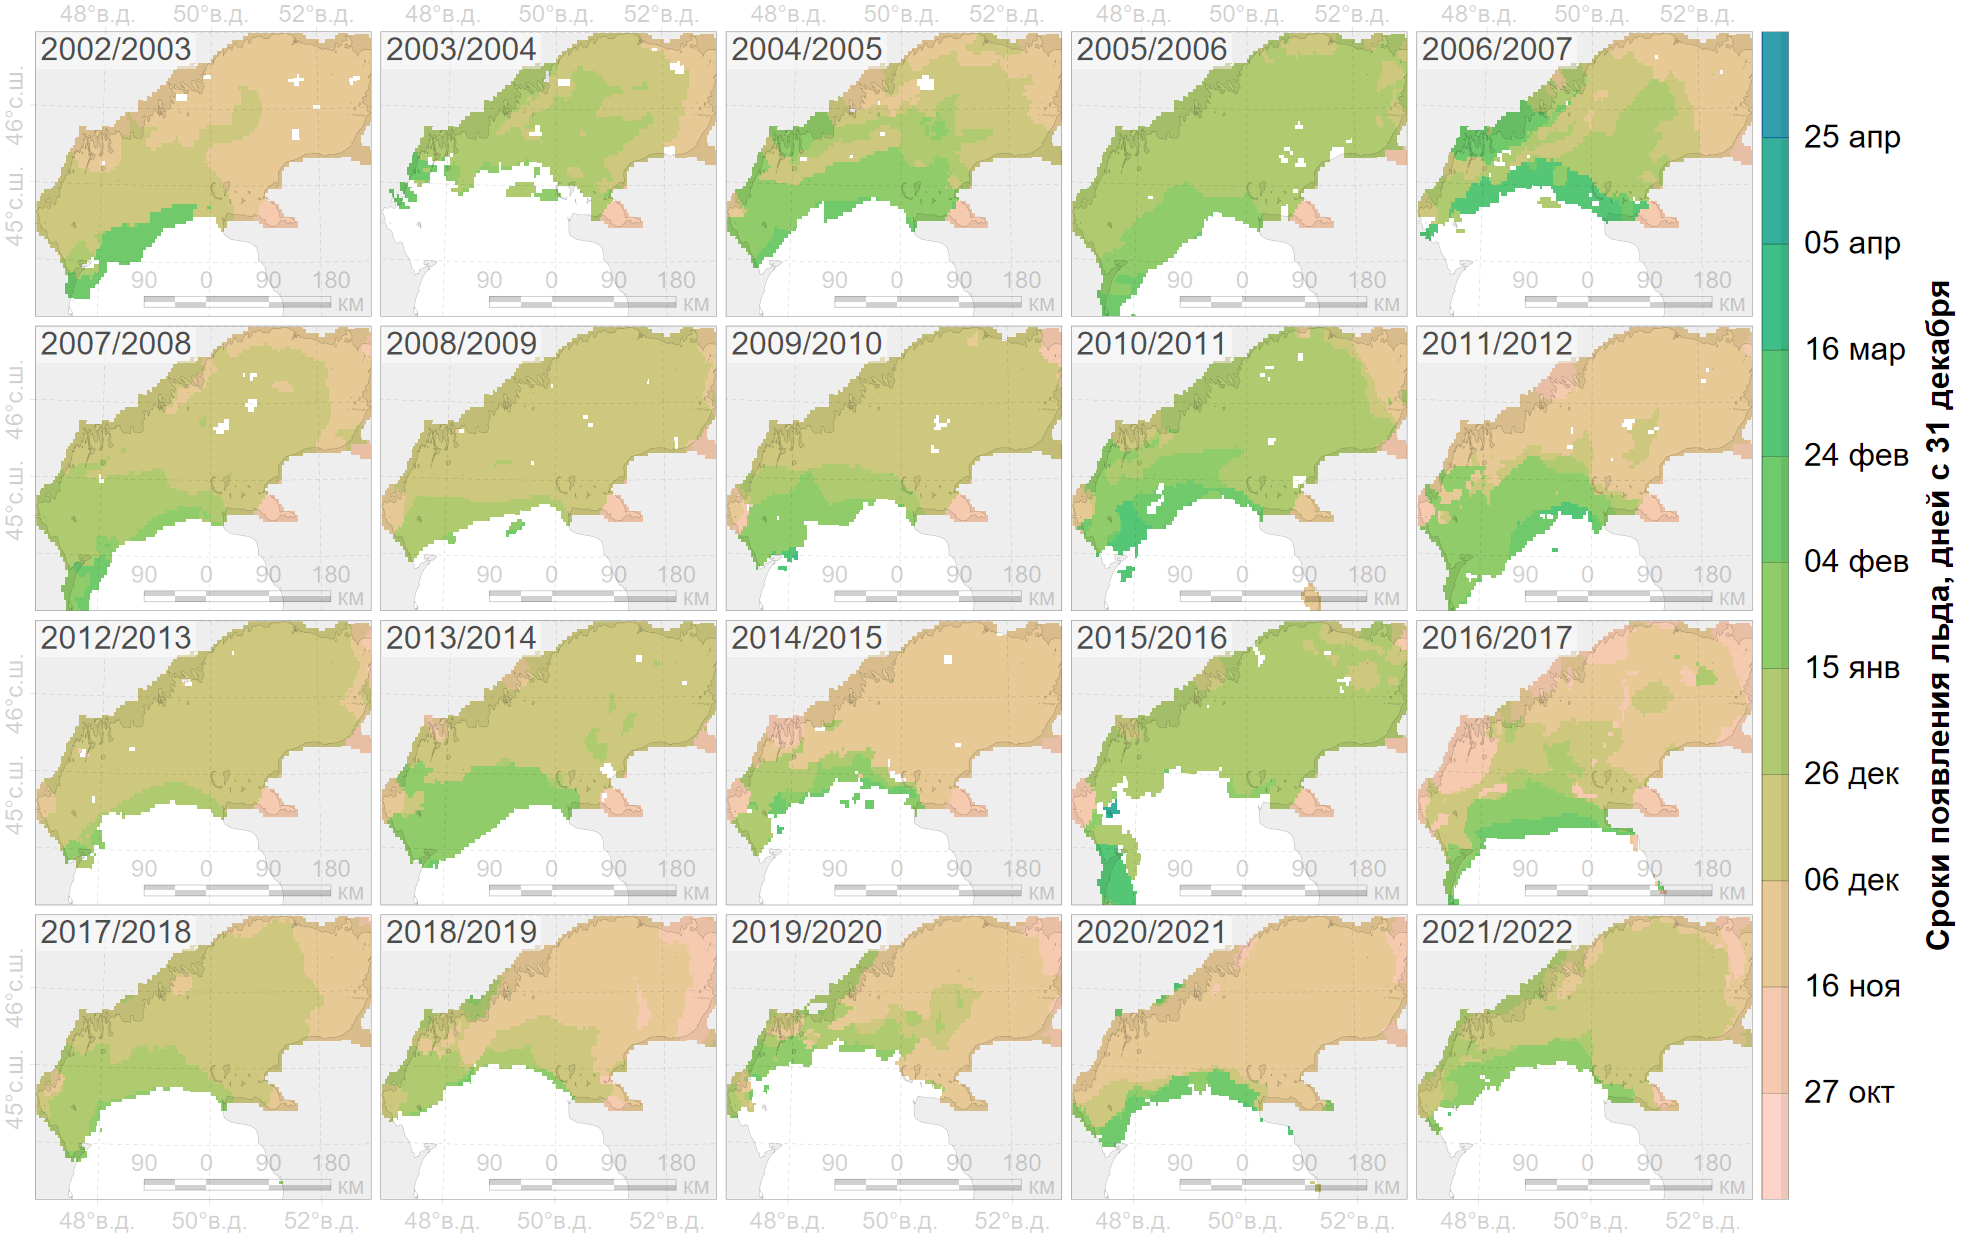 48°в.д. 50°в.д. 52°в.д. 48°в.д. 50°в.д. 52°в.д. 48°в.д. 50°в.д. 52°в.д. 48°в.д. 50°в.д. 52°в.д. 48°в.д. 50°в.д. 52°в.д.
2002/2003 2003/2004 2004/2005 2005/2006 2006/2007
46°с.ш.
45°с.ш.
90 0 90 180 90 0 90 180 90 0 90 180 90 0 90 180 90 0 90 180
км км км км км
2007/2008 2008/2009 2009/2010 2010/2011 2011/2012
46°с.ш.
45°с.ш.
90 0 90 180 90 0 90 180 90 0 90 180 90 0 90 180 90 0 90 180
км км км км км
2012/2013 2013/2014 2014/2015 2015/2016 2016/2017
46°с.ш.
45°с.ш.
90 0 90 180 90 0 90 180 90 0 90 180 90 0 90 180 90 0 90 180
км км км км км
2017/2018 2018/2019 2019/2020 2020/2021 2021/2022
46°с.ш.
45°с.ш.
90 0 90 180 90 0 90 180 90 0 90 180 90 0 90 180 90 0 90 180
км км км км км
48°в.д. 50°в.д. 52°в.д. 48°в.д. 50°в.д. 52°в.д. 48°в.д. 50°в.д. 52°в.д. 48°в.д. 50°в.д. 52°в.д. 48°в.д. 50°в.д. 52°в.д.
25 апр
05 апр
16 мар
24 фев
04 фев
15 янв
26 дек
06 дек
16 ноя
27 окт
Сроки появления льда, дней с 31 декабря